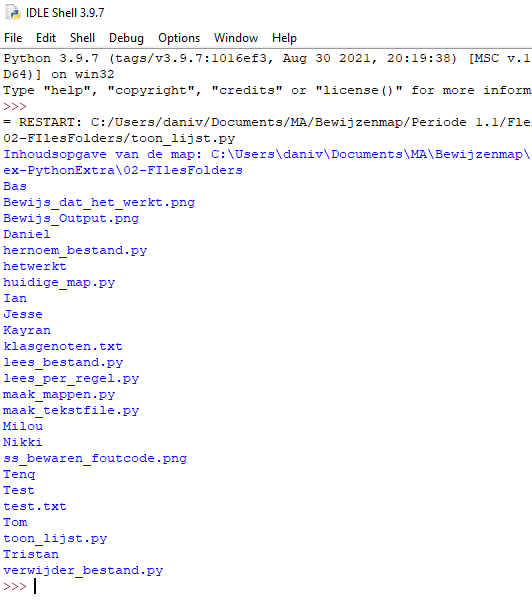 IDLE Shell 3.9.7
File Edit Shell Debug Options Window Help
Python 3.9.7 (tags/v3.9.7:1016ef3, Aug 30 2021, 20:19:38) [MSC v.1
D64)] on win32
Type "help", "copyright", "credits" or "license()" for more inform
>>>
= RESTART: C:/Users/daniv/Documents/MA/Bewijzenmap/Periode 1.1/Fle
02-FIlesFolders/toon_lijst.py
Inhoudsopgave van de map: C:\Users\daniv\Documents\MA\Bewijzenmap\
ex-PythonExtra\02-FIlesFolders
Bas
Bewijs_dat_het_werkt.png
Bewijs_Output.png
Daniel
hernoem_bestand.py
hetwerkt
huidige_map.py
Ian
Jesse
Kayran
klasgenoten.txt
lees_bestand.py
lees_per_regel.py
maak_mappen.py
maak_tekstfile.py
Milou
Nikki
ss_bewaren_foutcode.png
Tenq
Test
test.txt
Tom
toon_lijst.py
Tristan
verwijder_bestand.py
>>>